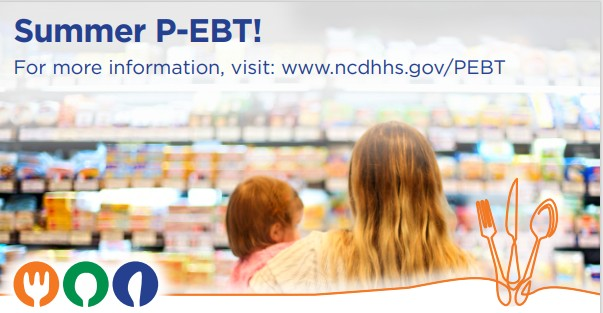 Summer P-EBT!
For more information, visit: www.ncdhhs.gov/PEBT